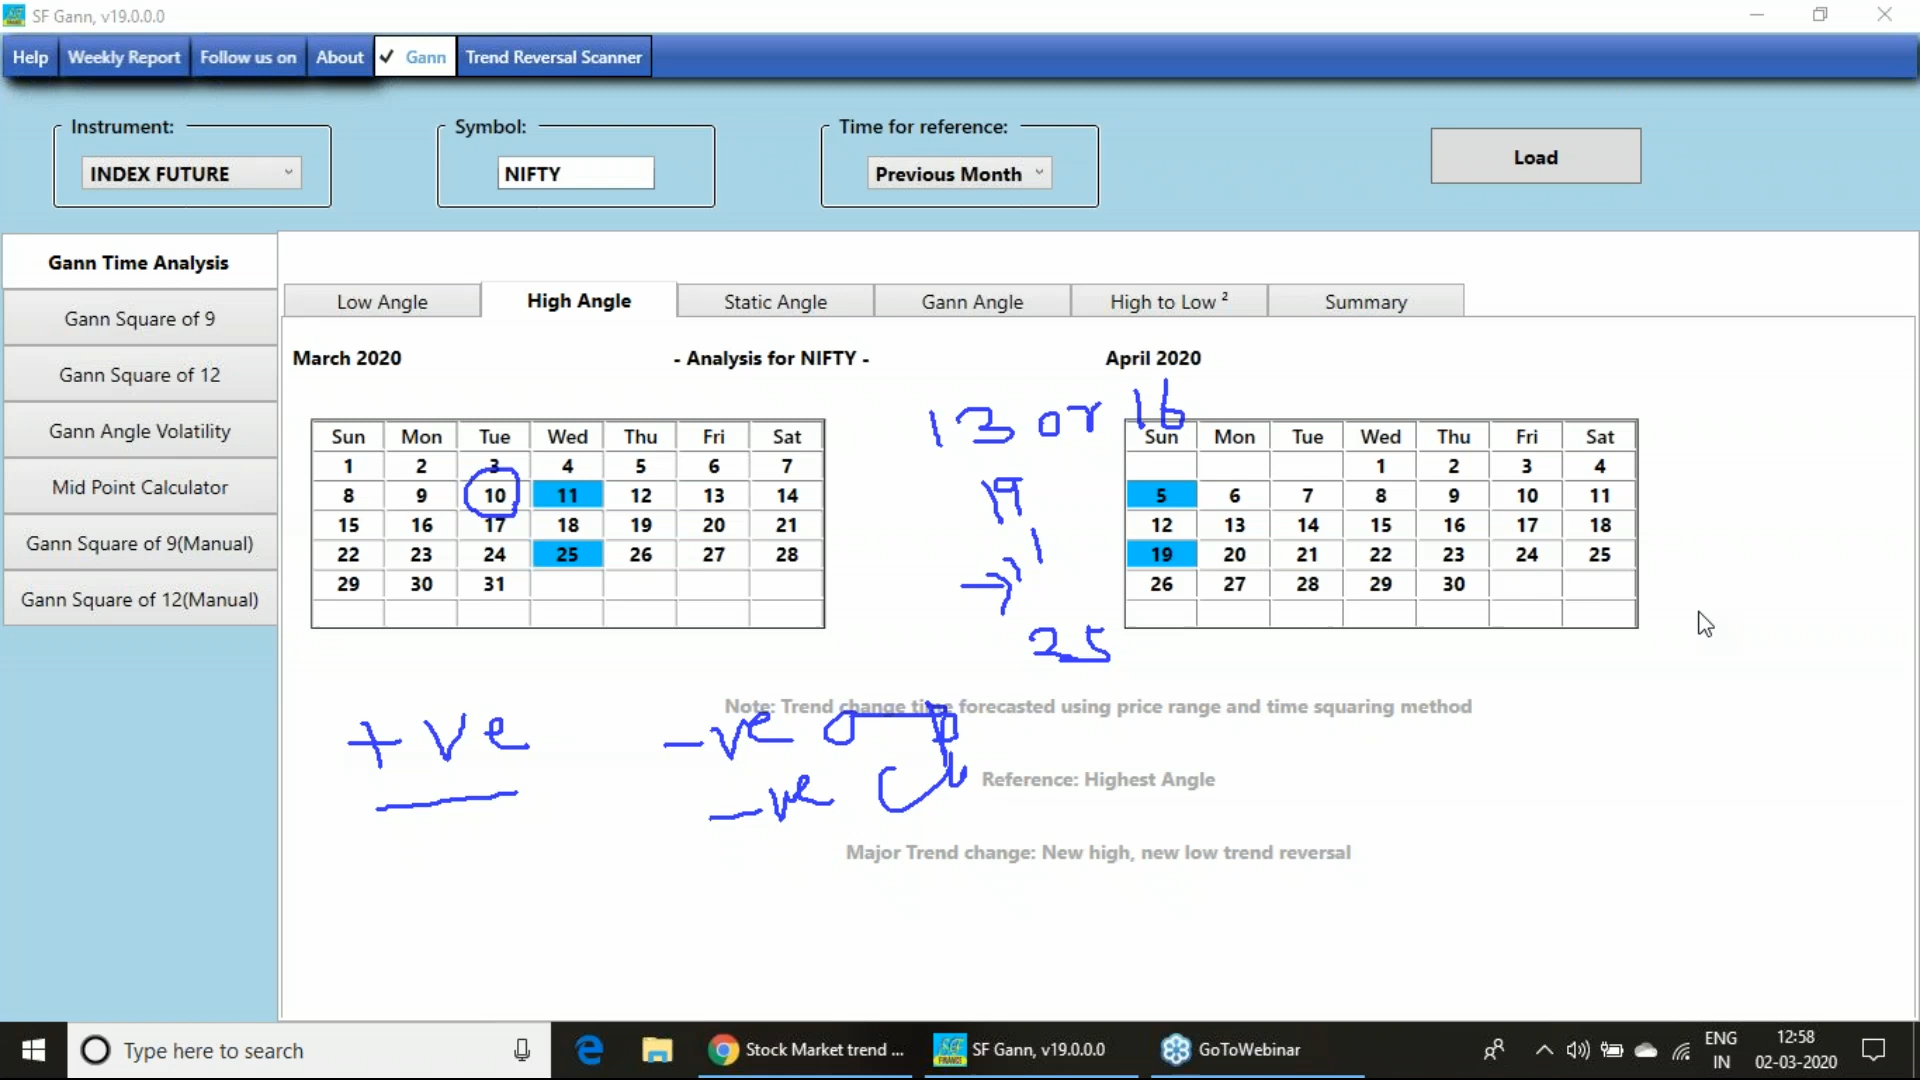 SF Gann, v19.0.0.0
Help Weekly Report Follow us on About ✓ Gann Trend Reversal Scanner
Instrument: Symbol: Time for reference:
INDEX FUTURE NIFTY Previous Month Load
Gann Time Analysis
Gann Square of 9
Gann Square of 12
Gann Angle Volatility
Mid Point Calculator
Gann Square of 9(Manual)
Gann Square of 12(Manual)
Low Angle High Angle Static Angle Gann Angle High to Low ² Summary
March 2020 - Analysis for NIFTY - April 2020
Sun Mon Tue Wed Thu Fri Sat
1 2 3 4 5 6 7
8 9 10 11 12 13 14
15 16 17 18 19 20 21
22 23 24 25 26 27 28
29 30 31
13 or 16
19
25
Sun Mon Tue Wed Thu Fri Sat
1 2 3 4
5 6 7 8 9 10 11
12 13 14 15 16 17 18
19 20 21 22 23 24 25
26 27 28 29 30
Note: Trend change time forecasted using price range and time squaring method
+ve -ve
-ve
Reference: Highest Angle
Major Trend change: New high, new low trend reversal
Type here to search Stock Market trend ... SF Gann, v19.0.0.0 GoToWebinar ENG IN 12:58 02-03-2020